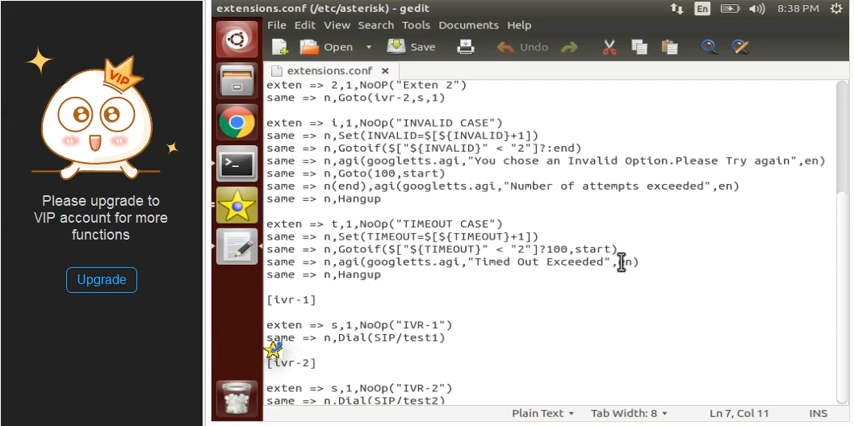 VIP
Please upgrade to
VIP account for more
functions
Upgrade
extensions.conf (/etc/asterisk) - gedit
En
8:38 PM
File Edit View Search Tools Documents Help
Open
Save
Undo
extensions.conf
exten => 2,1,NoOP("Exten 2")
same => n,Goto(ivr-2,s,1)
exten => i,1,NoOP("INVALID CASE")
same => n,Set(INVALID=$[${INVALID}+1])
same => n,Gotoif($["${INVALID}" < "2"]?:end)
same => n,agi(googletts.agi,"You chose an Invalid Option.Please Try again",en)
same => n,Goto(100,start)
same => n(end),agi(googletts.agi,"Number of attempts exceeded",en)
same => n,Hangup
exten => t,1,NoOP("TIMEOUT CASE")
same => n,Set(TIMEOUT=$[${TIMEOUT}+1])
same => n,Gotoif($["${TIMEOUT}" < "2"]?100,start)
same => n,agi(googletts.agi,"Timed Out Exceeded",en)
same => n,Hangup
[ivr-1]
exten => s,1,NoOp("IVR-1")
same => n,Dial(SIP/test1)
[ivr-2]
exten => s,1,NoOp("IVR-2")
same => n,Dial(SIP/test2)
Plain Text
Tab Width: 8
Ln 7, Col 11
INS